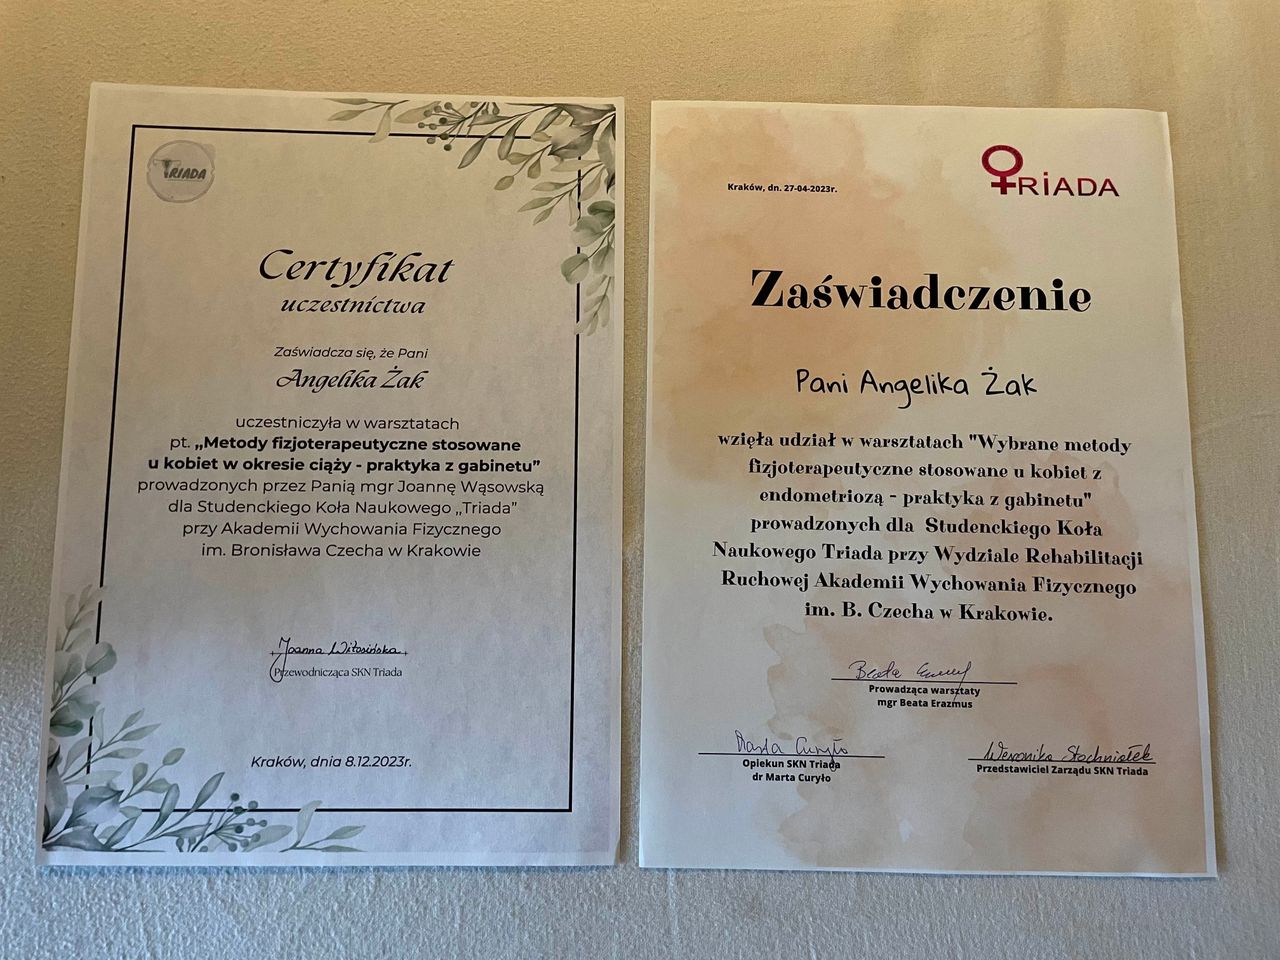 TRIADA
Certyfikat
uczestnictwa
Zaświadcza się, że Pani
Angelika Żak
uczestniczyła w warsztatach
pt. „Metody fizjoterapeutyczne stosowane
u kobiet w okresie ciąży - praktyka z gabinetu”
prowadzonych przez Panią mgr Joannę Wąsowską
dla Studenckiego Koła Naukowego „Triada”
przy Akademii Wychowania Fizycznego
im. Bronisława Czecha w Krakowie
Joanna Witosińska
Przewodnicząca SKN Triada
Kraków, dnia 8.12.2023r.
Kraków, dn. 27-04-2023r.
TRiADA
Zaświadczenie
Pani Angelika Żak
wzięła udział w warsztatach "Wybrane metody
fizjoterapeutyczne stosowane u kobiet z
endometriozą - praktyka z gabinetu"
prowadzonych dla Studenckiego Koła
Naukowego Triada przy Wydziale Rehabilitacji
Ruchowej Akademii Wychowania Fizycznego
im. B. Czecha w Krakowie.
Beata
Prowadząca warsztaty
mgr Beata Erazmus
Marta Curyło
Opiekun SKN Triada
dr Marta Curyło
Weronika Stochniałek
Przedstawiciel Zarządu SKN Triada